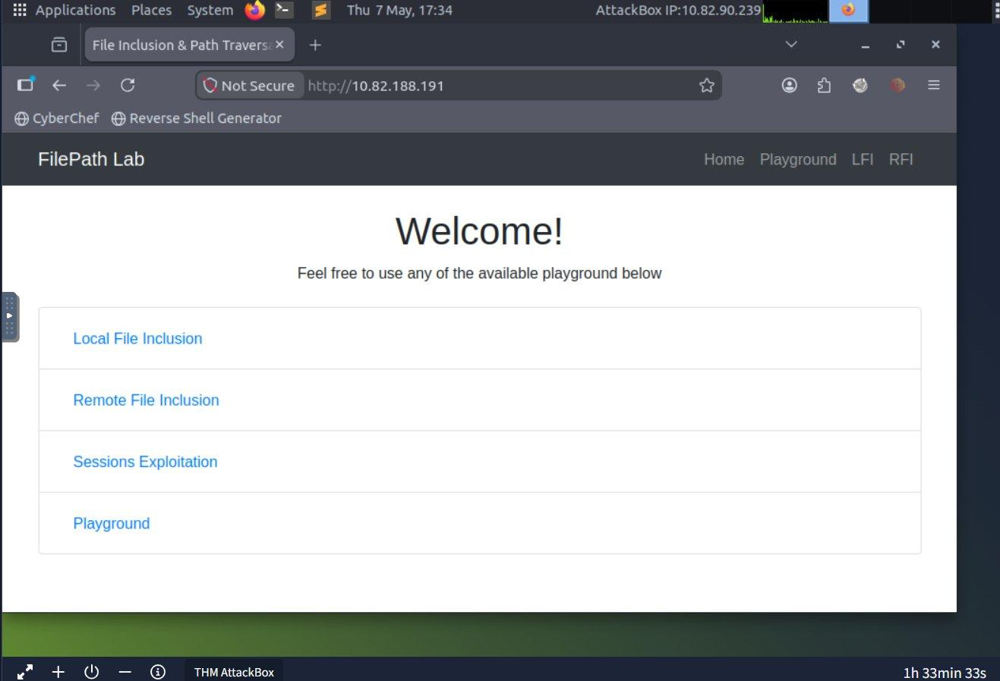 Applications Places System Thu 7 May, 17:34 AttackBox IP:10.82.90.239
File Inclusion & Path Travers
Not Secure http://10.82.188.191
CyberChef Reverse Shell Generator
FilePath Lab Home Playground LFI RFI
Welcome!
Feel free to use any of the available playground below
Local File Inclusion
Remote File Inclusion
Sessions Exploitation
Playground
THM AttackBox 1h 33min 33s